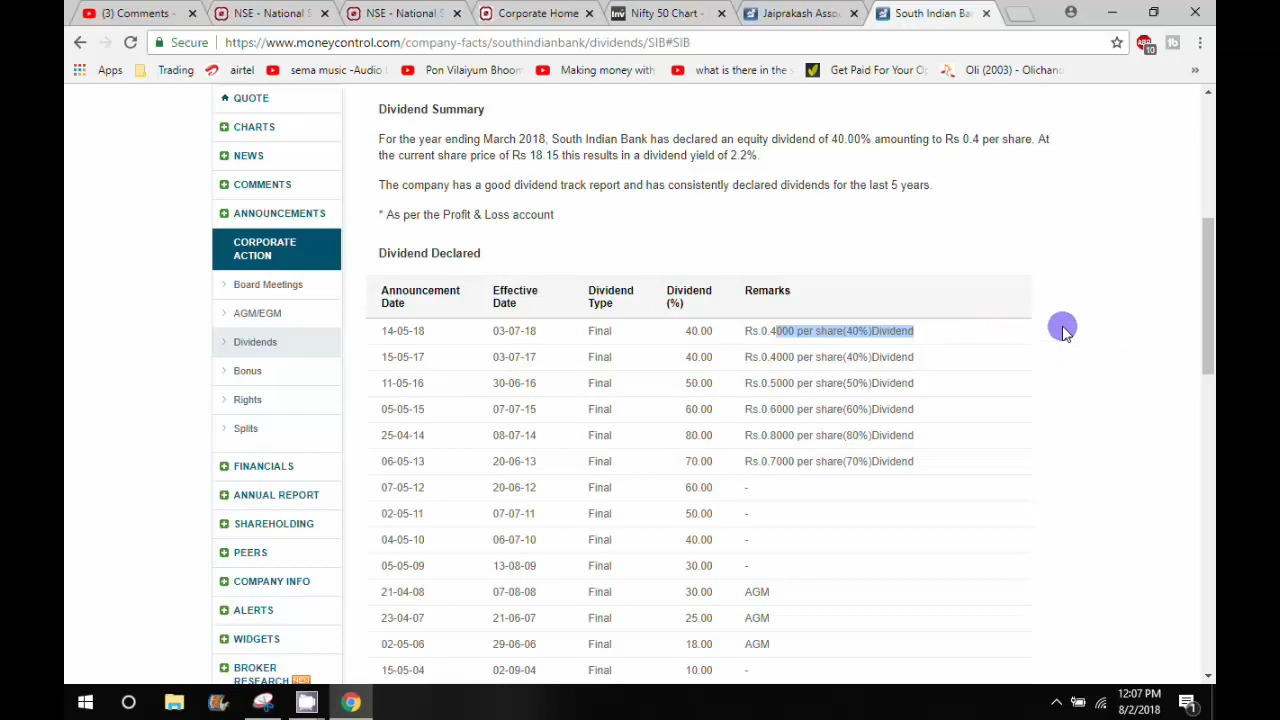 (3) Comments -
NSE - National S
NSE - National S
Corporate Home
Nifty 50 Chart -
Jaiprakash Asso
South Indian Ban
Secure
https://www.moneycontrol.com/company-facts/southindianbank/dividends/SIB#SIB
10
Apps
Trading
airtel
sema music -Audio
Pon Vilaiyum Bhoom
Making money with
what is there in the
Get Paid For Your Op
Oli (2003) - Olichand
»
QUOTE
CHARTS
NEWS
COMMENTS
ANNOUNCEMENTS
CORPORATE
ACTION
Board Meetings
AGM/EGM
Dividends
Bonus
Rights
Splits
FINANCIALS
ANNUAL REPORT
SHAREHOLDING
PEERS
COMPANY INFO
ALERTS
WIDGETS
BROKER
RESEARCH
Dividend Summary
For the year ending March 2018, South Indian Bank has declared an equity dividend of 40.00% amounting to Rs 0.4 per share. At
the current share price of Rs 18.15 this results in a dividend yield of 2.2%.
The company has a good dividend track report and has consistently declared dividends for the last 5 years.
* As per the Profit & Loss account
Dividend Declared
Announcement Date Effective Date Dividend Type Dividend (%) Remarks
14-05-18 03-07-18 Final 40.00 Rs.0.4000 per share(40%)Dividend
15-05-17 03-07-17 Final 40.00 Rs.0.4000 per share(40%)Dividend
11-05-16 30-06-16 Final 50.00 Rs.0.5000 per share(50%)Dividend
05-05-15 07-07-15 Final 60.00 Rs.0.6000 per share(60%)Dividend
25-04-14 08-07-14 Final 80.00 Rs.0.8000 per share(80%)Dividend
06-05-13 20-06-13 Final 70.00 Rs.0.7000 per share(70%)Dividend
07-05-12 20-06-12 Final 60.00 -
02-05-11 07-07-11 Final 50.00 -
04-05-10 06-07-10 Final 40.00 -
05-05-09 13-08-09 Final 30.00 -
21-04-08 07-08-08 Final 30.00 AGM
23-04-07 21-06-07 Final 25.00 AGM
02-05-06 29-06-06 Final 18.00 AGM
15-05-04 02-09-04 Final 10.00 -
12:07 PM
8/2/2018
1